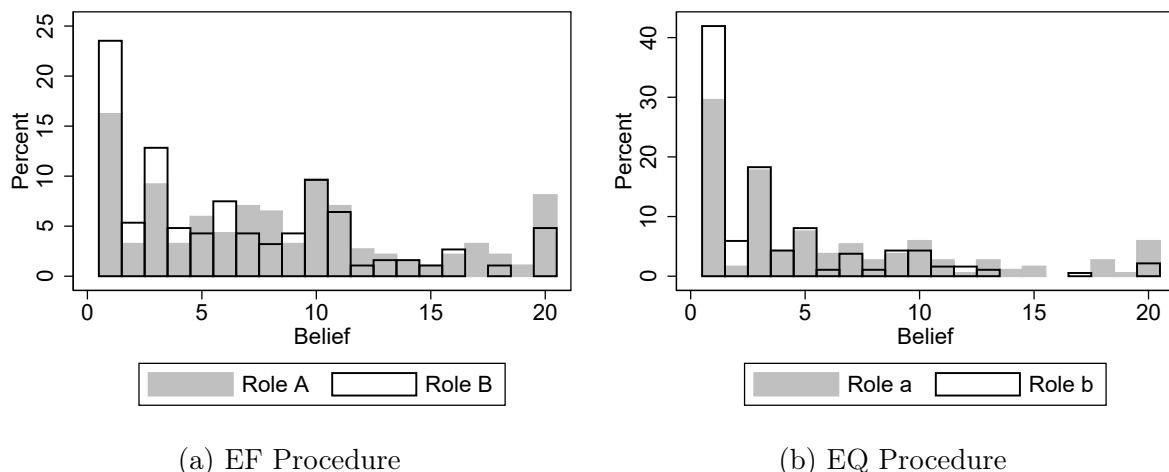 25
20
15
10
5
0
Percent
0 5 10 15 20
Belief
Role A Role B
(a) EF Procedure
40
30
20
10
0
Percent
0 5 10 15 20
Belief
Role a Role b
(b) EQ Procedure